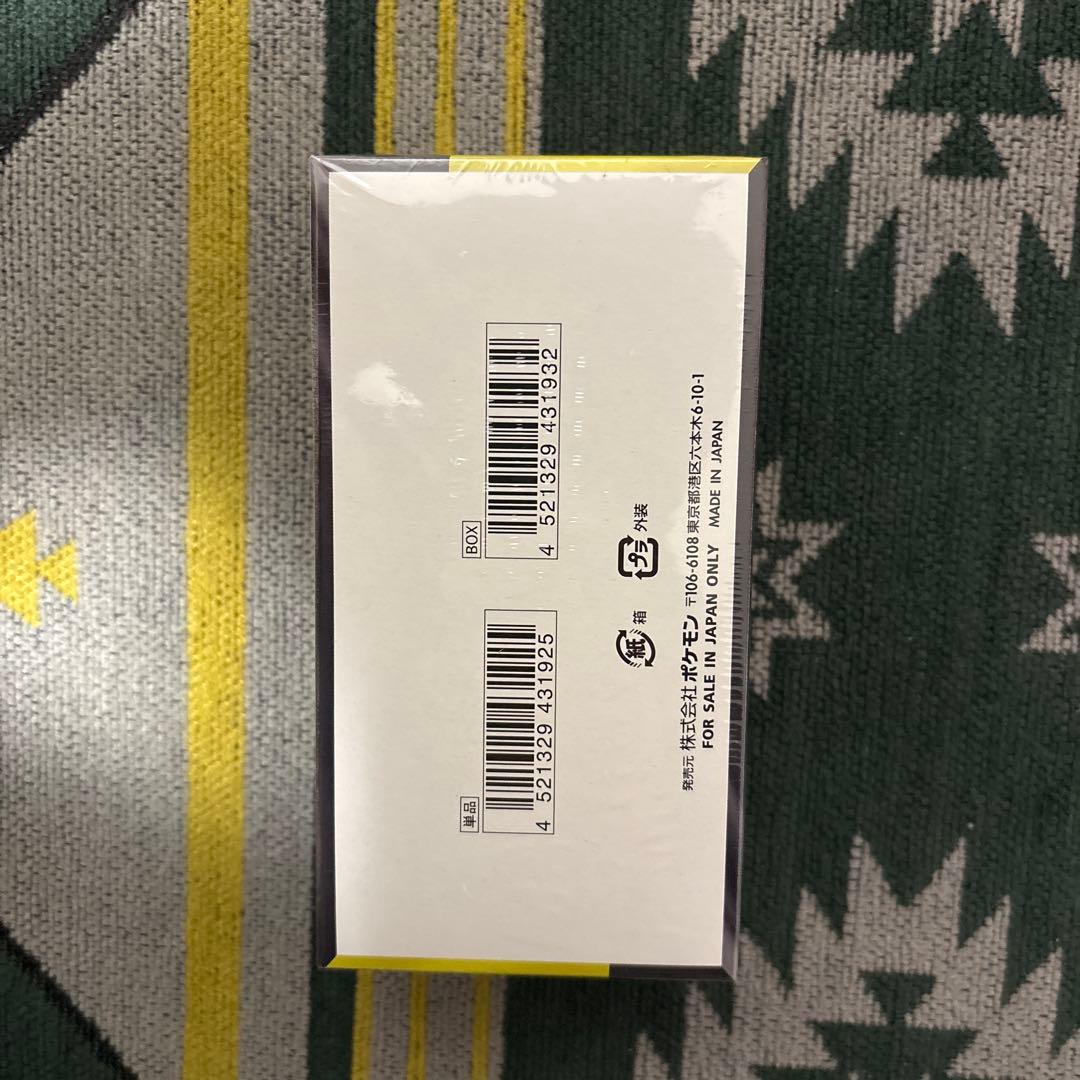 単品
4 521329 431925
BOX
4 521329 431932
紙 箱
プラ 外装
発売元 株式会社 ポケモン 〒106-6108 東京都港区六本木6-10-1
FOR SALE IN JAPAN ONLY MADE IN JAPAN